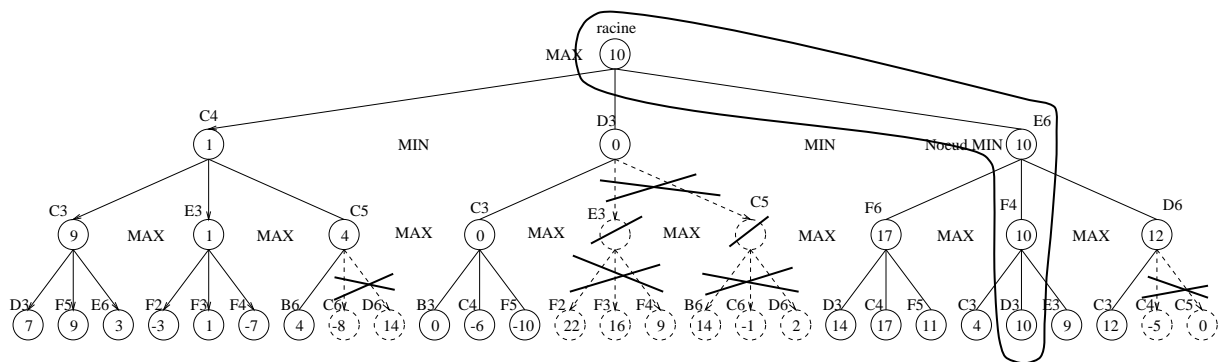 racine
MAX 10
C4 D3 E6
1 MIN 0 MIN Nocud MIN 10
C3 E3 C5 C3 E3 C5 F6 F4 D6
9 MAX 1 MAX 4 MAX 0 MAX MAX MAX 17 MAX 10 MAX 12
D3 F5 E6 F2 F3 F4 B6 C6 D6 B3 C4 F5 F2 F3 F4 B6 C6 D6 D3 C4 F5 C3 D3 E3 C3 C4 C5
7 9 3 -3 1 -7 4 -8 14 0 -6 -10 22 16 9 14 -1 2 14 17 11 4 10 9 12 -5 0